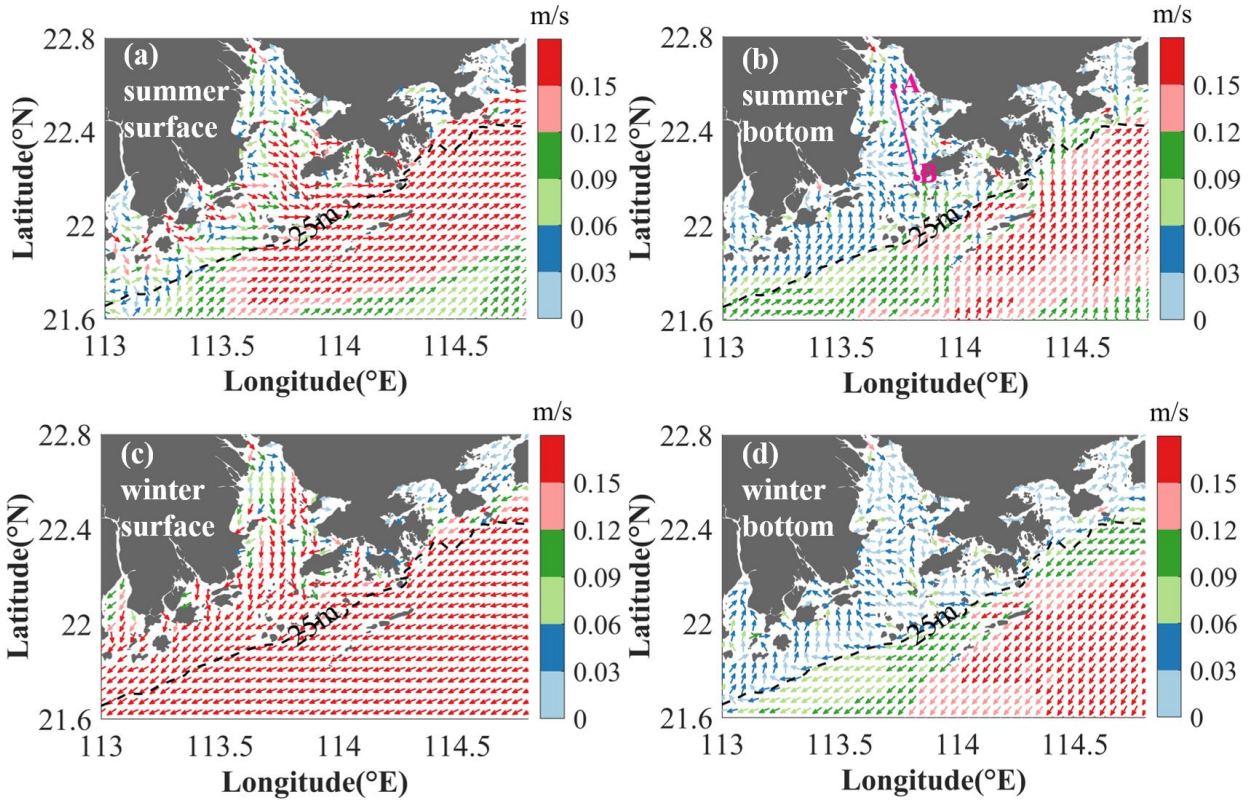 m/s
m/s
22.8
(a)
summer
surface
25m
0.15
0.12
0.09
0.06
0.03
0
22.4
22
21.6
Latitude(°N)
113
113.5
114
114.5
Longitude(°E)
22.8
(b)
summer
bottom
A
B
25m
0.15
0.12
0.09
0.06
0.03
0
22.4
22
21.6
Latitude(°N)
113
113.5
114
114.5
Longitude(°E)
m/s
m/s
22.8
(c)
winter
surface
25m
0.15
0.12
0.09
0.06
0.03
0
22.4
22
21.6
Latitude(°N)
113
113.5
114
114.5
Longitude(°E)
22.8
(d)
winter
bottom
25m
0.15
0.12
0.09
0.06
0.03
0
22.4
22
21.6
Latitude(°N)
113
113.5
114
114.5
Longitude(°E)